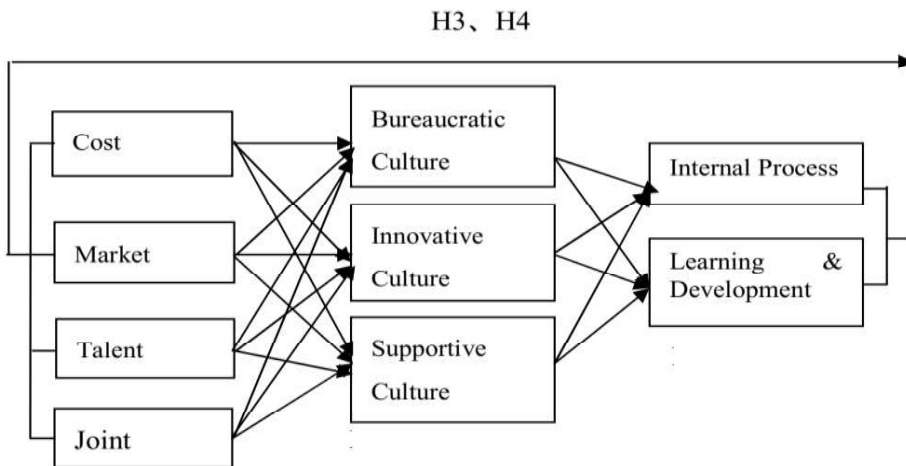 H3、H4
Cost
Market
Talent
Joint
Bureaucratic
Culture
Innovative
Culture
Supportive
Culture
Internal Process
Learning &
Development